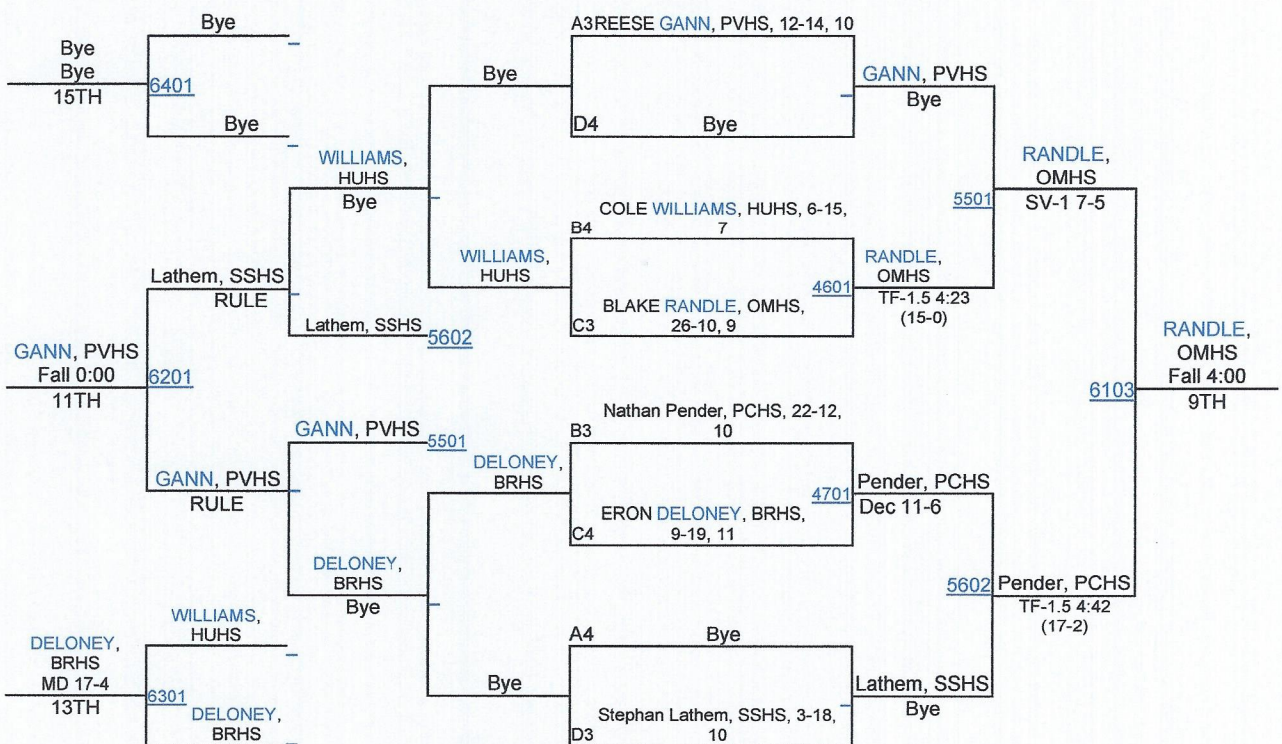 Bye
Bye
Bye
15TH
6401
Bye
WILLIAMS,
HUHS
Bye
Lathem, SSHS
RULE
Lathem, SSHS
5602
GANN, PVHS
Fall 0:00
11TH
6201
GANN, PVHS
5501
GANN, PVHS
RULE
DELONEY,
BRHS
Bye
WILLIAMS,
HUHS
DELONEY,
BRHS
MD 17-4
13TH
6301
DELONEY,
BRHS
Bye
WILLIAMS,
HUHS
DELONEY,
BRHS
Bye
A3REESE GANN, PVHS, 12-14, 10
D4 Bye
COLE WILLIAMS, HUHS, 6-15,
7
B4
4601
BLAKE RANDLE, OMHS,
26-10, 9
C3
Nathan Pender, PCHS, 22-12,
10
B3
4701
ERON DELONEY, BRHS,
9-19, 11
C4
A4 Bye
Stephan Lathem, SSHS, 3-18,
10
D3
GANN, PVHS
Bye
RANDLE,
OMHS
TF-1.5 4:23
(15-0)
Pender, PCHS
Dec 11-6
Lathem, SSHS
Bye
5501
RANDLE,
OMHS
SV-1 7-5
5602
Pender, PCHS
TF-1.5 4:42
(17-2)
6103
RANDLE,
OMHS
Fall 4:00
9TH